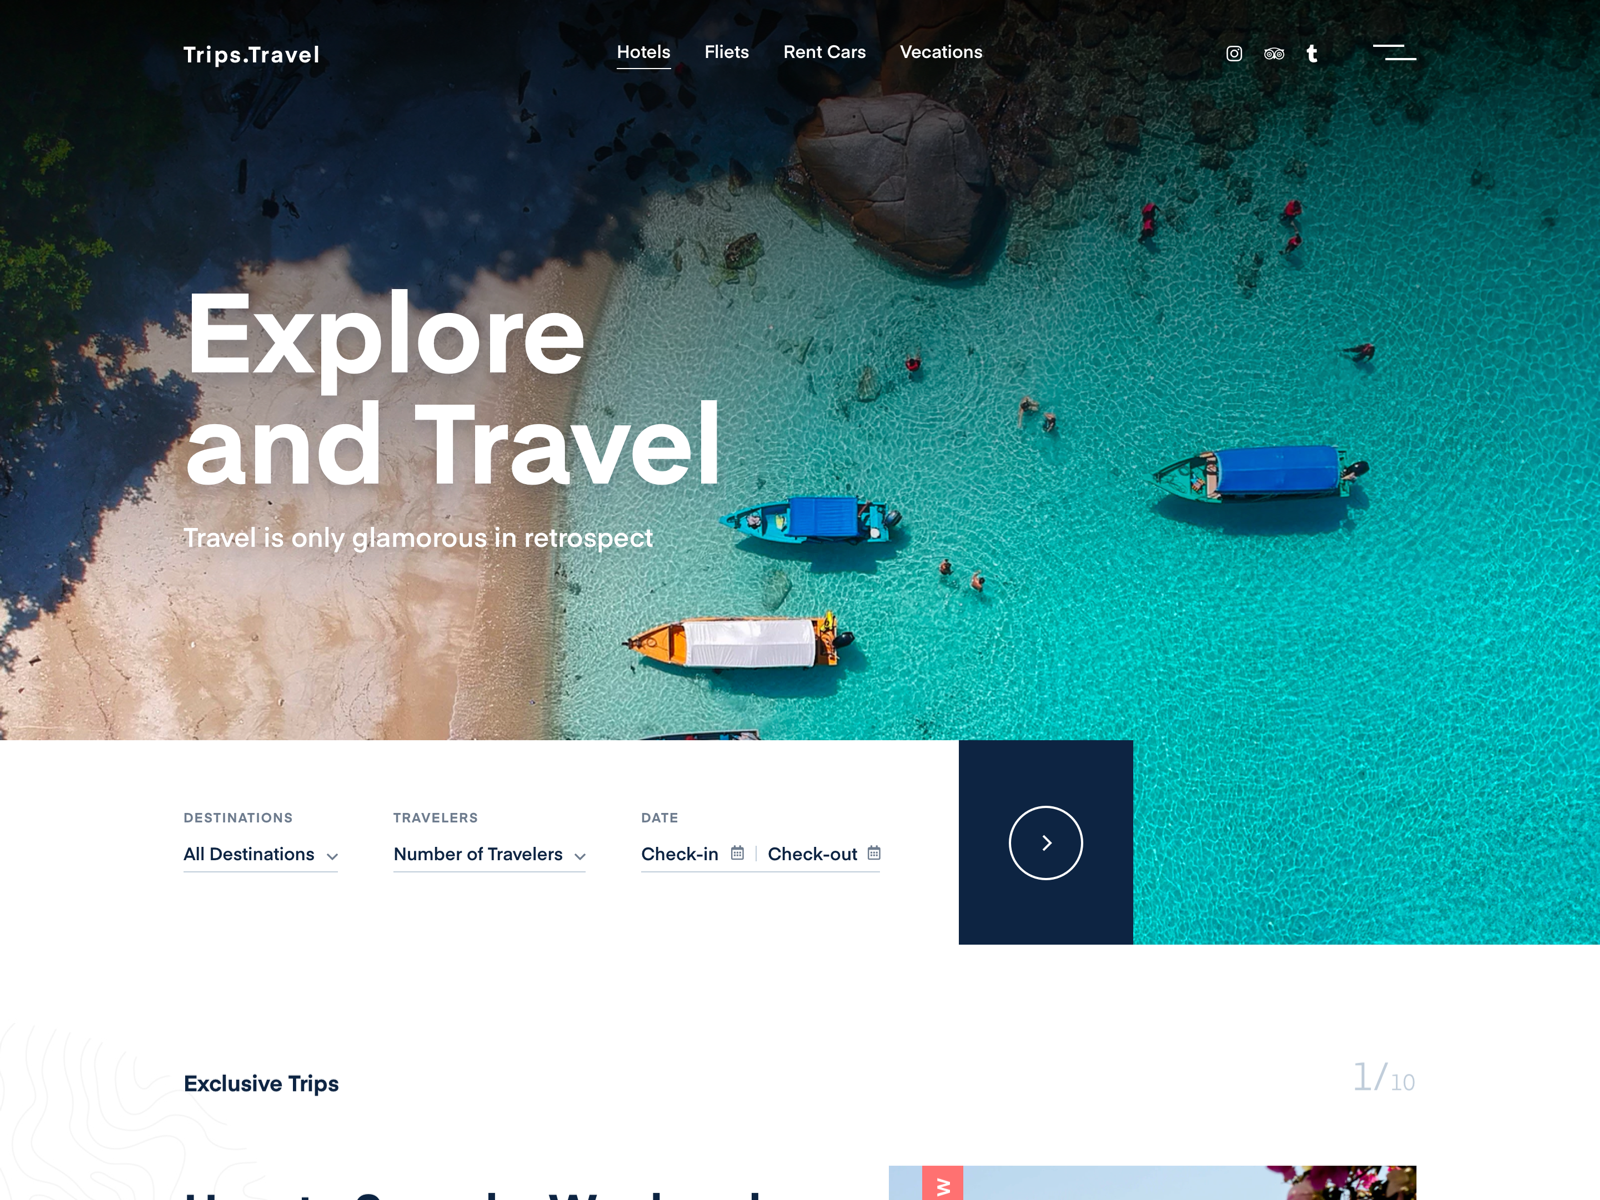 Trips.Travel
Hotels Fliets Rent Cars Vecations
Explore
and Travel
Travel is only glamorous in retrospect
DESTINATIONS TRAVELERS DATE
All Destinations Number of Travelers Check-in Check-out
Exclusive Trips
1/10
W